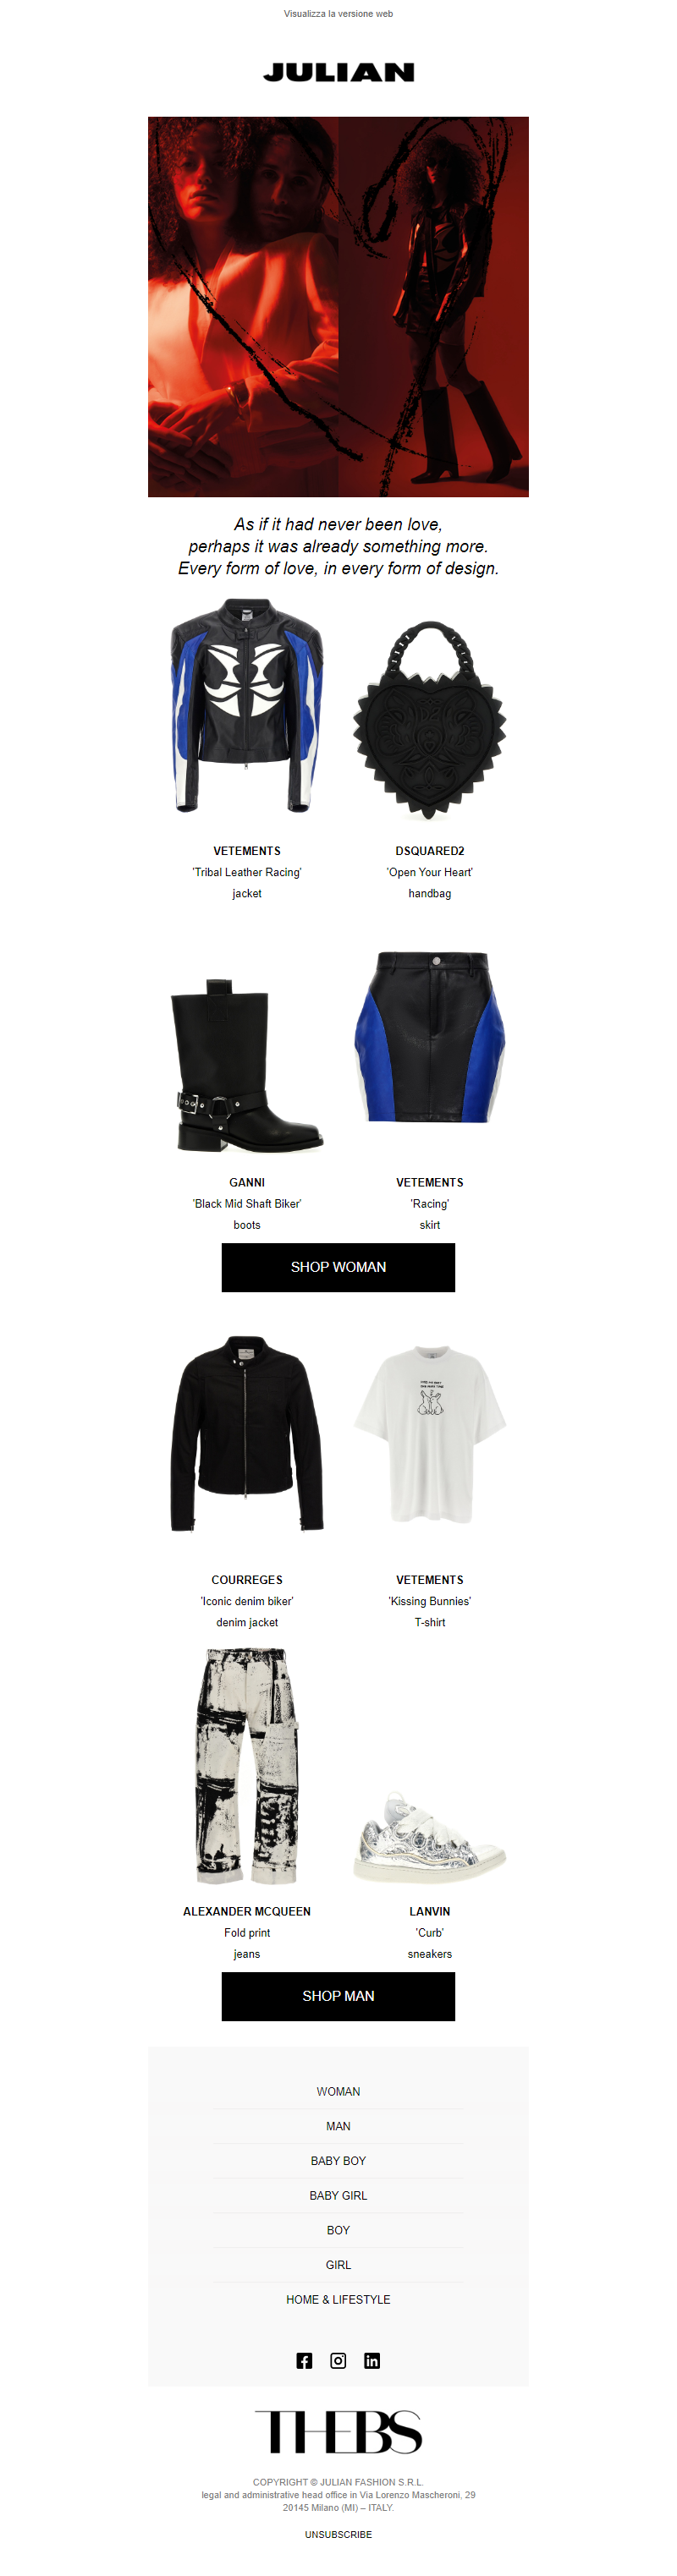 Visualizza la versione web
JULIAN
As if it had never been love,
perhaps it was already something more.
Every form of love, in every form of design.
VETEMENTS
'Tribal Leather Racing'
jacket
DSQUARED2
'Open Your Heart'
handbag
GANNI
'Black Mid Shaft Biker'
boots
VETEMENTS
'Racing'
skirt
SHOP WOMAN
COURREGES
'Iconic denim biker'
denim jacket
VETEMENTS
'Kissing Bunnies'
T-shirt
ALEXANDER MCQUEEN
Fold print
jeans
LANVIN
'Curb'
sneakers
SHOP MAN
WOMAN
MAN
BABY BOY
BABY GIRL
BOY
GIRL
HOME & LIFESTYLE
THEBS
COPYRIGHT © JULIAN FASHION S.R.L.
legal and administrative head office in Via Lorenzo Mascheroni, 29
20145 Milano (MI) – ITALY.
UNSUBSCRIBE